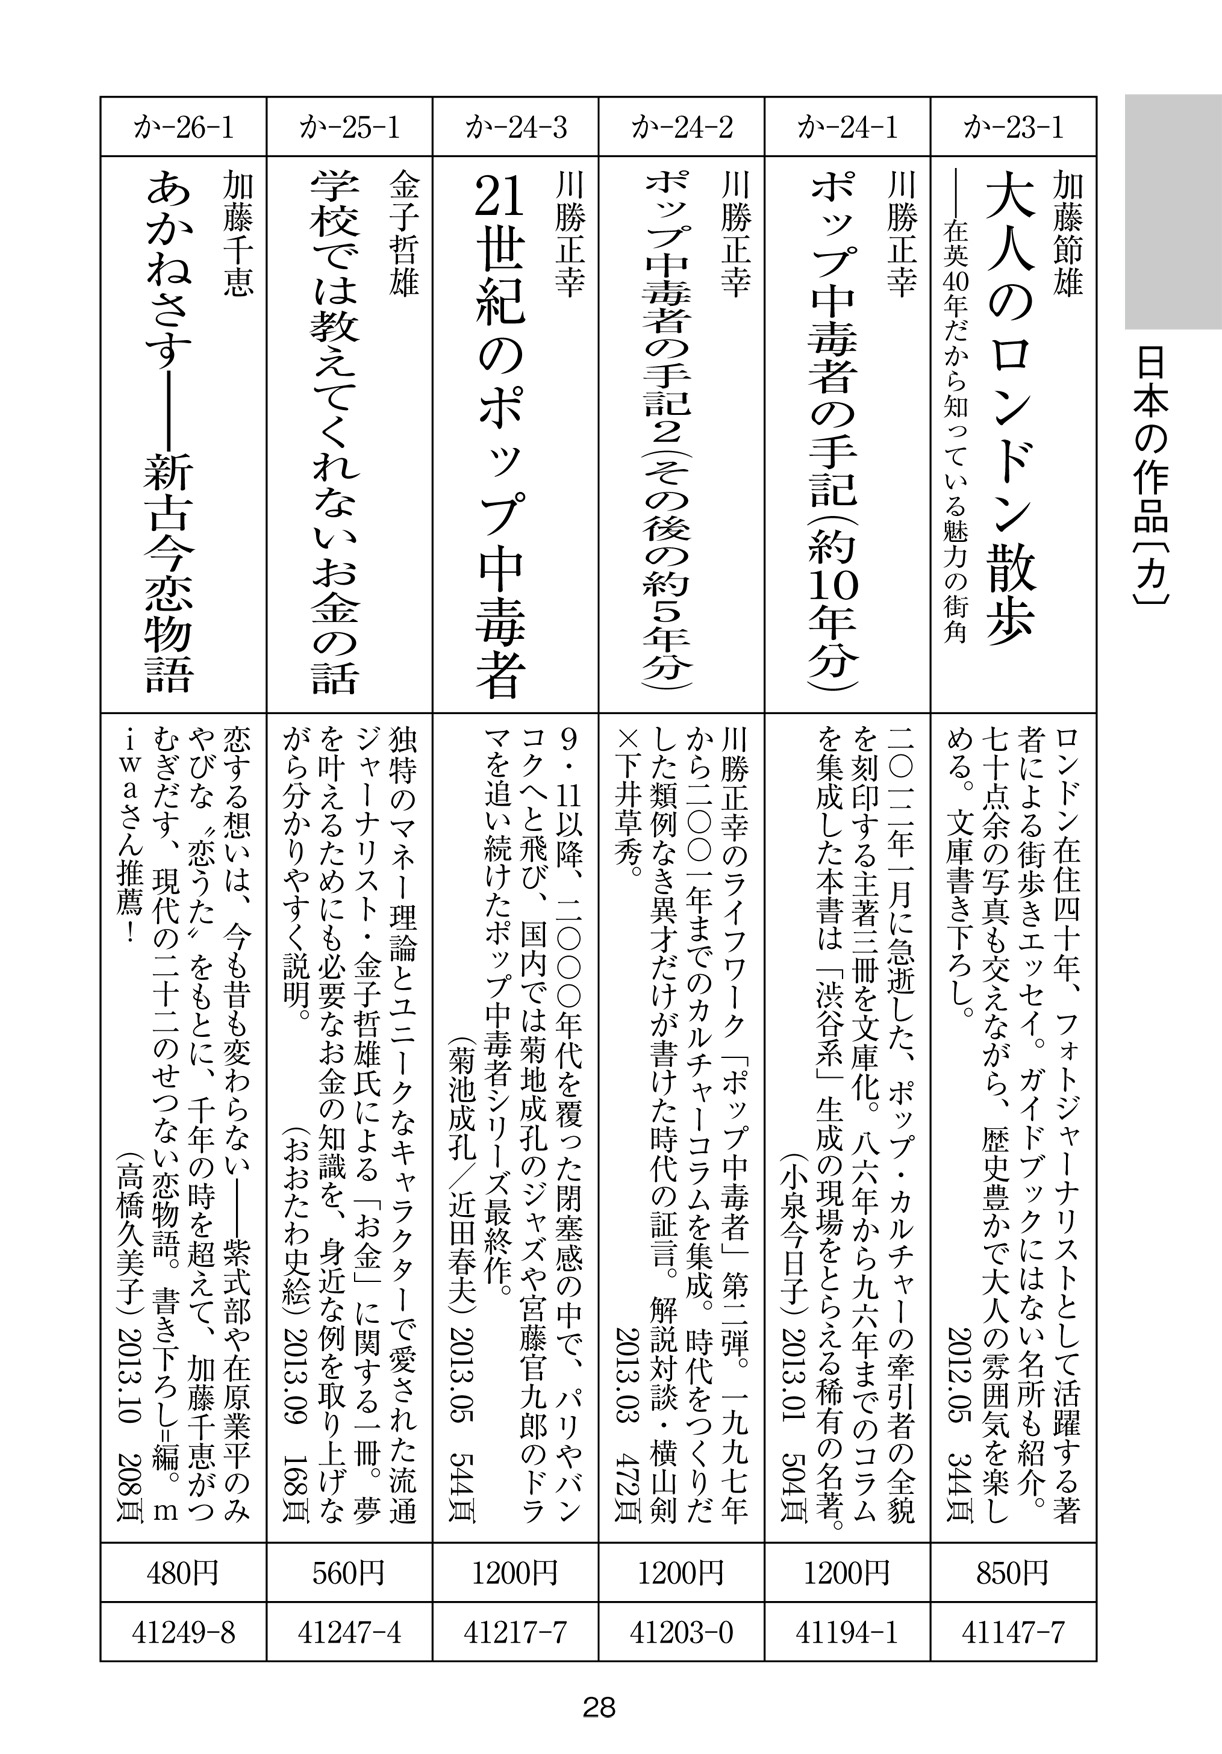 日本の作品〔カ〕
か-23-1
加藤節雄
大人のロンドン散歩
――在英40年だから知っている魅力の街角
ロンドン在住四十年、フォトジャーナリストとして活躍する著
者による街歩きエッセイ。ガイドブックにはない名所も紹介。
七十点余の写真も交えながら、歴史豊かで大人の雰囲気を楽し
める。文庫書き下ろし。 2012.05 344頁
850円
41147-7
か-24-1
川勝正幸
ポップ中毒者の手記（約10年分）
二〇一二年一月に急逝した、ポップ・カルチャーの牽引者の全貌
を刻印する主著三冊を文庫化。八六年から九六年までのコラム
を集成した本書は「渋谷系」生成の現場をとらえる稀有の名著。
（小泉今日子）2013.01 504頁
1200円
41194-1
か-24-2
川勝正幸
ポップ中毒者の手記2（その後の約5年分）
川勝正幸のライフワーク「ポップ中毒者」第二弾。一九九七年
から二〇〇一年までのカルチャーコラムを集成。時代をつくりだ
した類例なき異才だけが書けた時代の証言。解説対談・横山剣
×下井草秀。 2013.03 472頁
1200円
41203-0
か-24-3
川勝正幸
21世紀のポップ中毒者
9・11以降、二〇〇〇年代を覆った閉塞感の中で、パリやバン
コクへと飛び、国内では菊地成孔のジャズや宮藤官九郎のドラ
マを追い続けたポップ中毒者シリーズ最終作。
（菊池成孔／近田春夫）2013.05 544頁
1200円
41217-7
か-25-1
金子哲雄
学校では教えてくれないお金の話
独特のマネー理論とユニークなキャラクターで愛された流通
ジャーナリスト・金子哲雄氏による「お金」に関する一冊。夢
を叶えるためにも必要なお金の知識を、身近な例を取り上げな
がら分かりやすく説明。 （おおたわ史絵）2013.09 168頁
560円
41247-4
か-26-1
加藤千恵
あかねさす――新古今恋物語
恋する想いは、今も昔も変わらない――紫式部や在原業平のみ
やびな〝恋うた〟をもとに、千年の時を超えて、加藤千恵がつ
むぎだす、現代の二十二のせつない恋物語。書き下ろし=編。m
iwaさん推薦！ （高橋久美子）2013.10 208頁
480円
41249-8
28